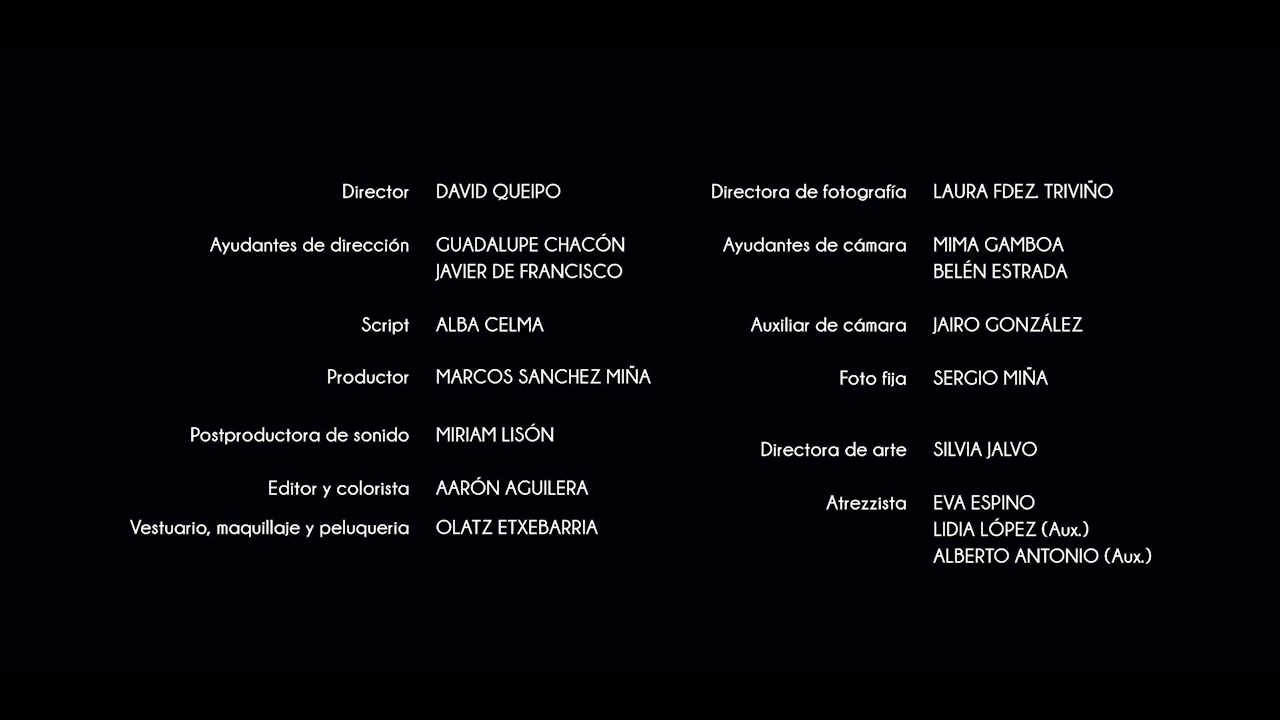 Director DAVID QUEIPO
Ayudantes de dirección GUADALUPE CHACÓN
JAVIER DE FRANCISCO
Script ALBA CELMA
Productor MARCOS SANCHEZ MIÑA
Postproductora de sonido MIRIAM LISÓN
Editor y colorista AARÓN AGUILERA
Vestuario, maquillaje y peluqueria OLATZ ETXEBARRIA
Directora de fotografía LAURA FDEZ. TRIVIÑO
Ayudantes de cámara MIMA GAMBOA
BELÉN ESTRADA
Auxiliar de cámara JAIRO GONZÁLEZ
Foto fija SERGIO MIÑA
Directora de arte SILVIA JALVO
Atrezzista EVA ESPINO
LIDIA LÓPEZ (Aux.)
ALBERTO ANTONIO (Aux.)